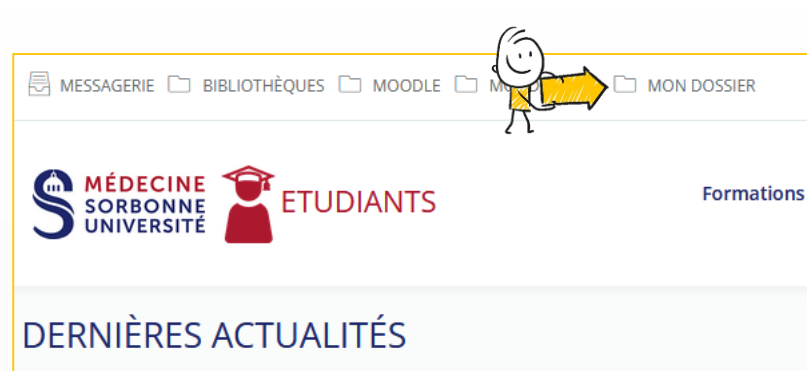 MESSAGERIE BIBLIOTHÈQUES MOODLE MON DOSSIER
MÉDECINE
SORBONNE
UNIVERSITÉ
ETUDIANTS
Formations
DERNIÈRES ACTUALITÉS